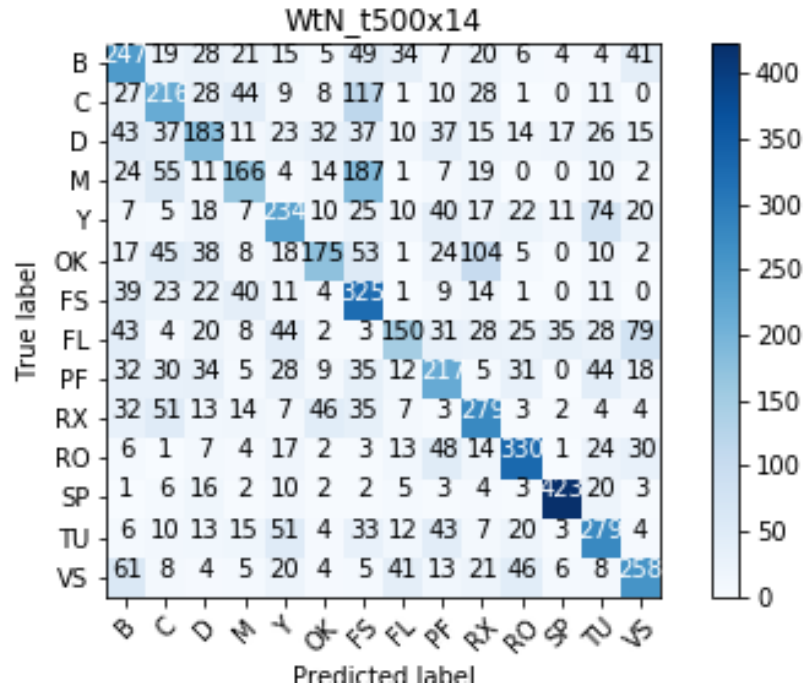 WtN_t500x14
B 247 19 28 21 15 5 49 34 7 20 6 4 4 41
C 27 216 28 44 9 8 117 1 10 28 1 0 11 0
D 43 37 183 11 23 32 37 10 37 15 14 17 26 15
M 24 55 11 166 4 14 187 1 7 19 0 0 10 2
Y 7 5 18 7 234 10 25 10 40 17 22 11 74 20
OK 17 45 38 8 18 175 53 1 24 104 5 0 10 2
FS 39 23 22 40 11 4 325 1 9 14 1 0 11 0
FL 43 4 20 8 44 2 3 150 31 28 25 35 28 79
PF 32 30 34 5 28 9 35 12 217 5 31 0 44 18
RX 32 51 13 14 7 46 35 7 3 279 3 2 4 4
RO 6 1 7 4 17 2 3 13 48 14 330 1 24 30
SP 1 6 16 2 10 2 2 5 3 4 3 423 20 3
TU 6 10 13 15 51 4 33 12 43 7 20 3 279 4
VS 61 8 4 5 20 4 5 41 13 21 46 6 8 258
B C D M Y OK FS FL PF RX RO SP TU VS
Predicted label
True label
400
350
300
250
200
150
100
50
0